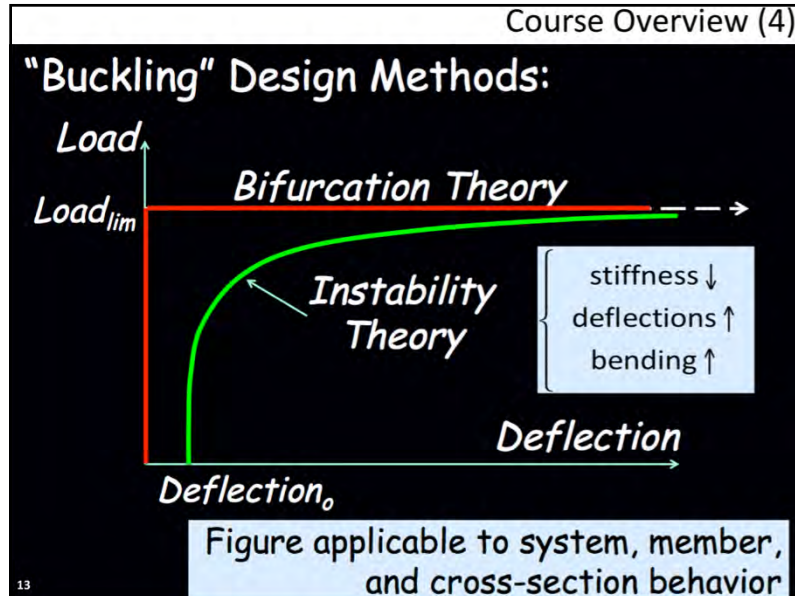 Course Overview (4)
“Buckling” Design Methods:
Load
Bifurcation Theory
Load_lim
Instability
Theory
stiffness ↓
deflections ↑
bending ↑
Deflection
Deflection_o
Figure applicable to system, member,
and cross-section behavior
13